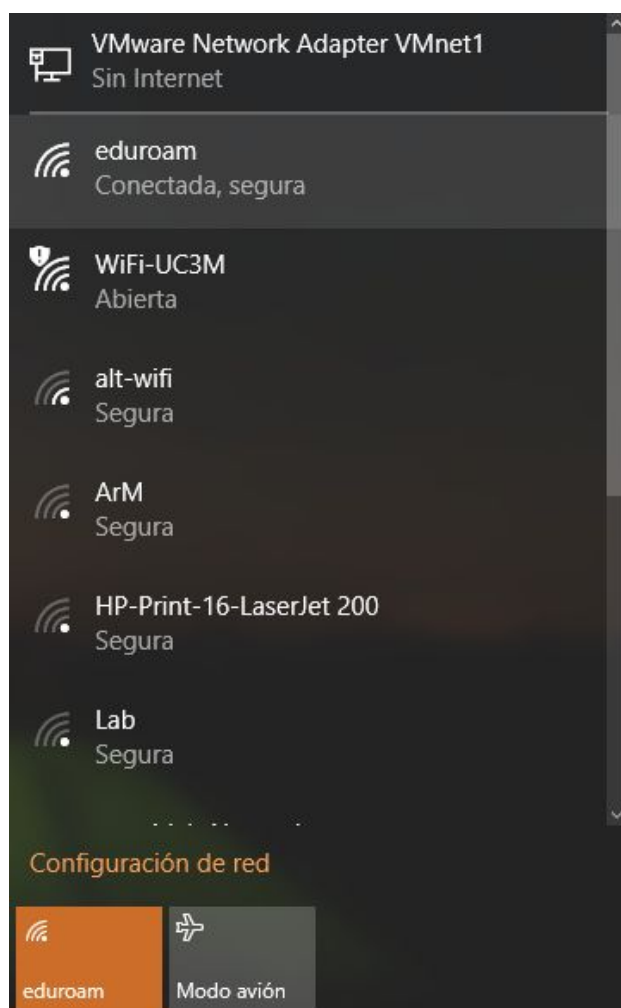 VMware Network Adapter VMnet1
Sin Internet
eduroam
Conectada, segura
WiFi-UC3M
Abierta
alt-wifi
Segura
ArM
Segura
HP-Print-16-LaserJet 200
Segura
Lab
Segura
Configuración de red
eduroam
Modo avión